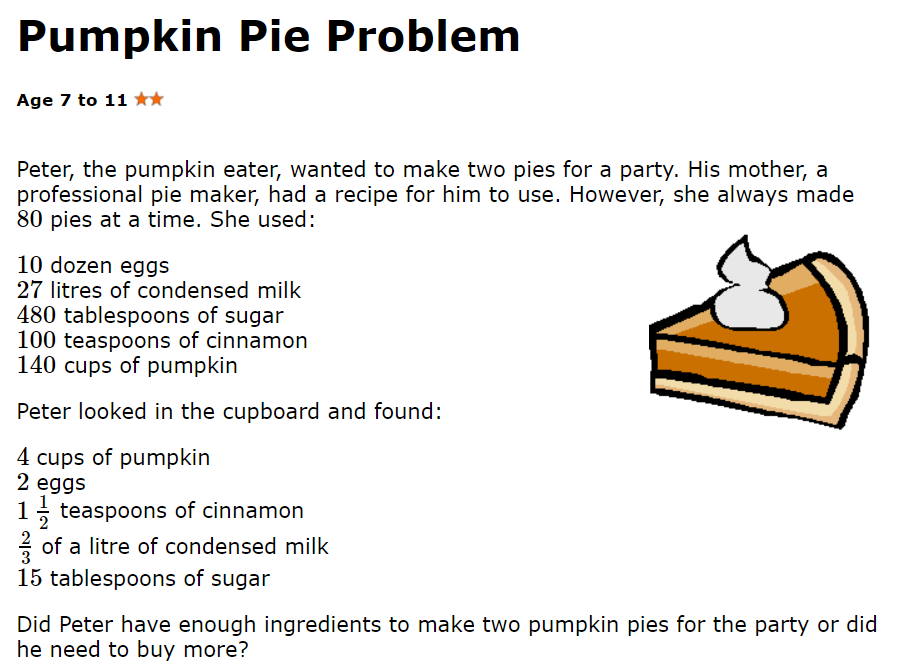 Pumpkin Pie Problem
Age 7 to 11 ★★
Peter, the pumpkin eater, wanted to make two pies for a party. His mother, a
professional pie maker, had a recipe for him to use. However, she always made
80 pies at a time. She used:
10 dozen eggs
27 litres of condensed milk
480 tablespoons of sugar
100 teaspoons of cinnamon
140 cups of pumpkin
Peter looked in the cupboard and found:
4 cups of pumpkin
2 eggs
1 1/2 teaspoons of cinnamon
2/3 of a litre of condensed milk
15 tablespoons of sugar
Did Peter have enough ingredients to make two pumpkin pies for the party or did
he need to buy more?